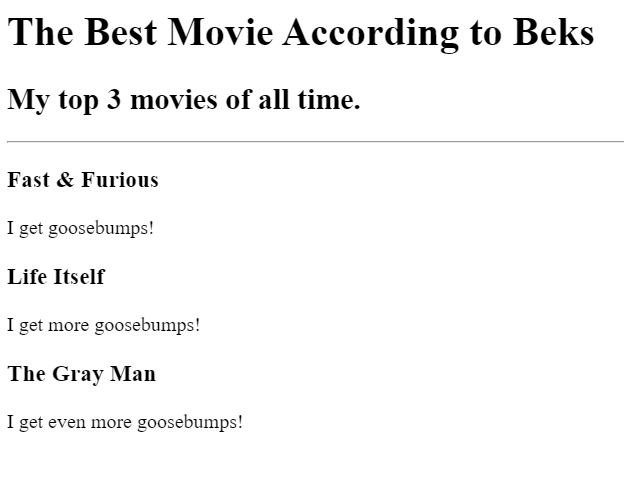 The Best Movie According to Beks
My top 3 movies of all time.
Fast & Furious
I get goosebumps!
Life Itself
I get more goosebumps!
The Gray Man
I get even more goosebumps!